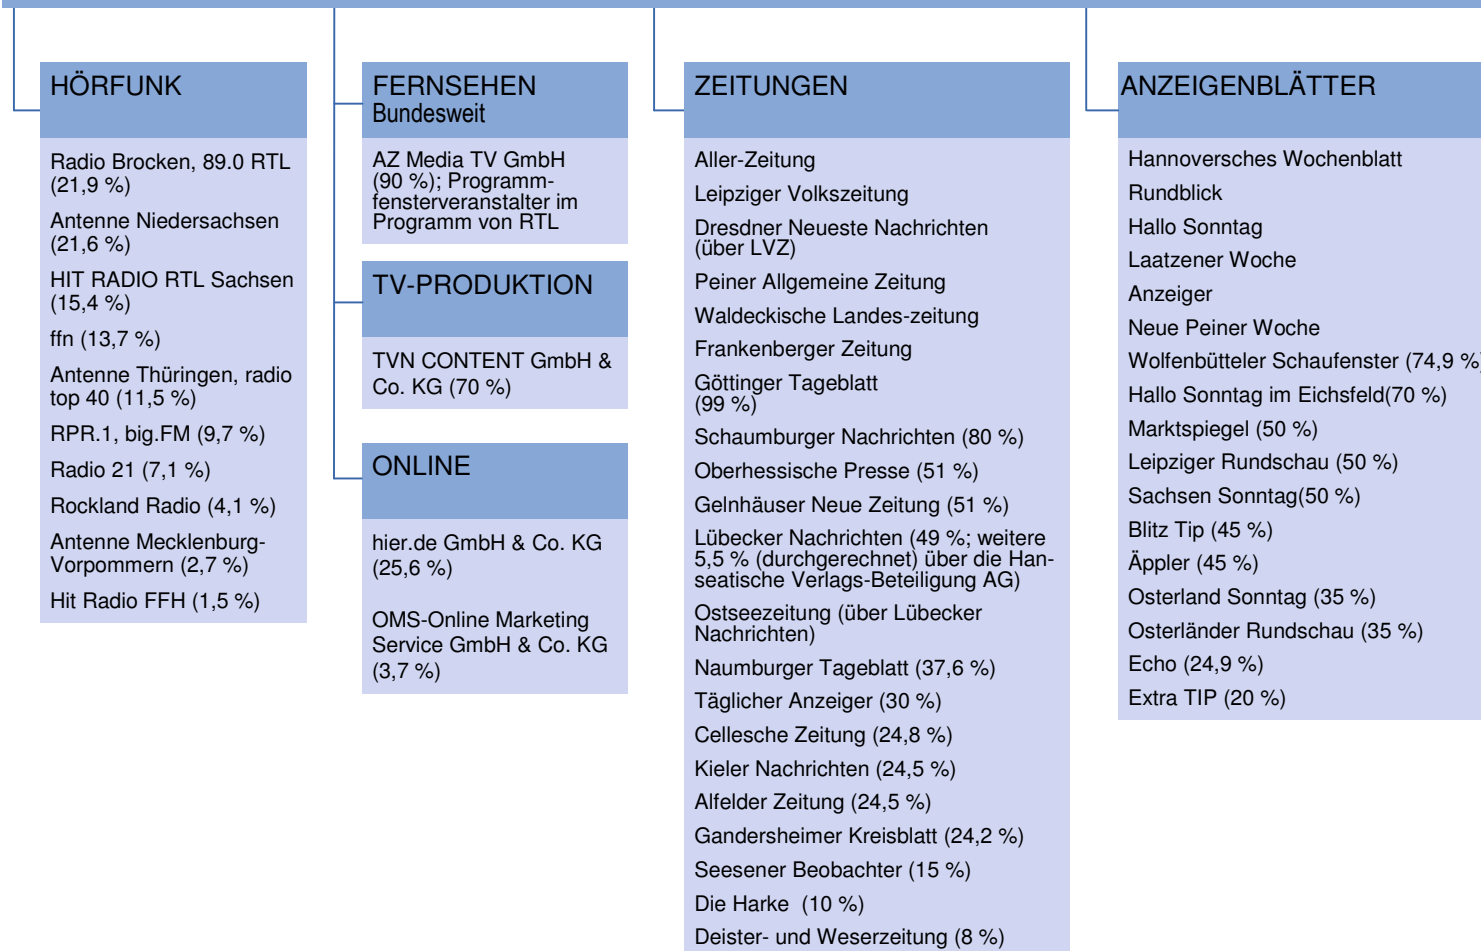 HÖRFUNK
Radio Brocken, 89.0 RTL
(21,9 %)
Antenne Niedersachsen
(21,6 %)
HIT RADIO RTL Sachsen
(15,4 %)
ffn (13,7 %)
Antenne Thüringen, radio
top 40 (11,5 %)
RPR.1, big.FM (9,7 %)
Radio 21 (7,1 %)
Rockland Radio (4,1 %)
Antenne Mecklenburg-
Vorpommern (2,7 %)
Hit Radio FFH (1,5 %)
FERNSEHEN
Bundesweit
AZ Media TV GmbH
(90 %); Programm-
fensterveranstalter im
Programm von RTL
TV-PRODUKTION
TVN CONTENT GmbH &
Co. KG (70 %)
ONLINE
hier.de GmbH & Co. KG
(25,6 %)
OMS-Online Marketing
Service GmbH & Co. KG
(3,7 %)
ZEITUNGEN
Aller-Zeitung
Leipziger Volkszeitung
Dresdner Neueste Nachrichten
(über LVZ)
Peiner Allgemeine Zeitung
Waldeckische Landes-zeitung
Frankenberger Zeitung
Göttinger Tageblatt
(99 %)
Schaumburger Nachrichten (80 %)
Oberhessische Presse (51 %)
Gelnhäuser Neue Zeitung (51 %)
Lübecker Nachrichten (49 %; weitere
5,5 % (durchgerechnet) über die Han-
seatische Verlags-Beteiligung AG)
Ostseezeitung (über Lübecker
Nachrichten)
Naumburger Tageblatt (37,6 %)
Täglicher Anzeiger (30 %)
Cellesche Zeitung (24,8 %)
Kieler Nachrichten (24,5 %)
Alfelder Zeitung (24,5 %)
Gandersheimer Kreisblatt (24,2 %)
Seesener Beobachter (15 %)
Die Harke (10 %)
Deister- und Weserzeitung (8 %)
ANZEIGENBLÄTTER
Hannoversches Wochenblatt
Rundblick
Hallo Sonntag
Laatzener Woche
Anzeiger
Neue Peiner Woche
Wolfenbütteler Schaufenster (74,9 %)
Hallo Sonntag im Eichsfeld(70 %)
Marktspiegel (50 %)
Leipziger Rundschau (50 %)
Sachsen Sonntag(50 %)
Blitz Tip (45 %)
Äppler (45 %)
Osterland Sonntag (35 %)
Osterländer Rundschau (35 %)
Echo (24,9 %)
Extra TIP (20 %)